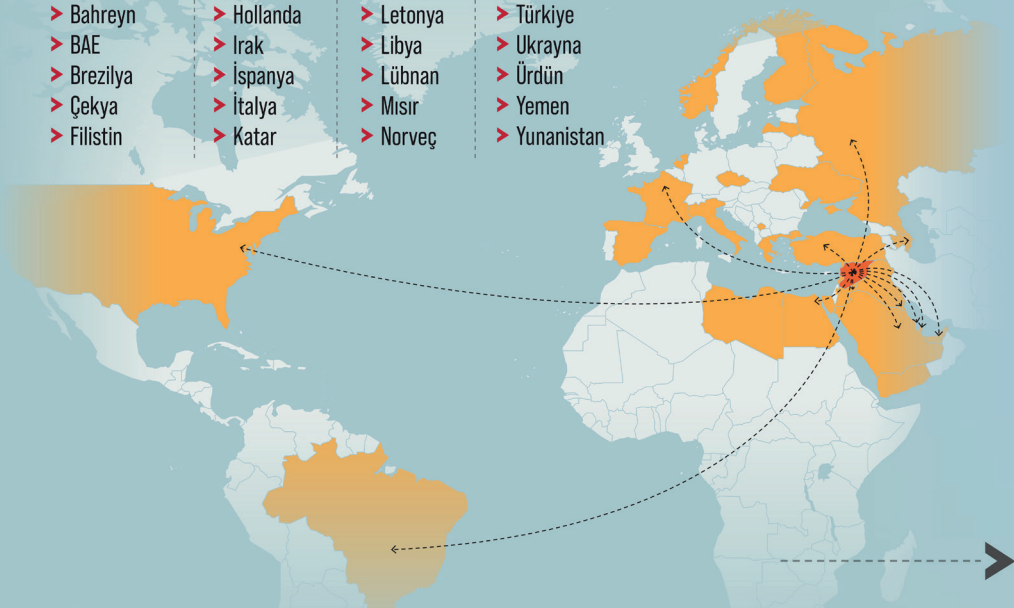 Bahreyn
BAE
Brezilya
Çekya
Filistin
Hollanda
Irak
İspanya
İtalya
Katar
Letonya
Libya
Lübnan
Mısır
Norveç
Türkiye
Ukrayna
Ürdün
Yemen
Yunanistan